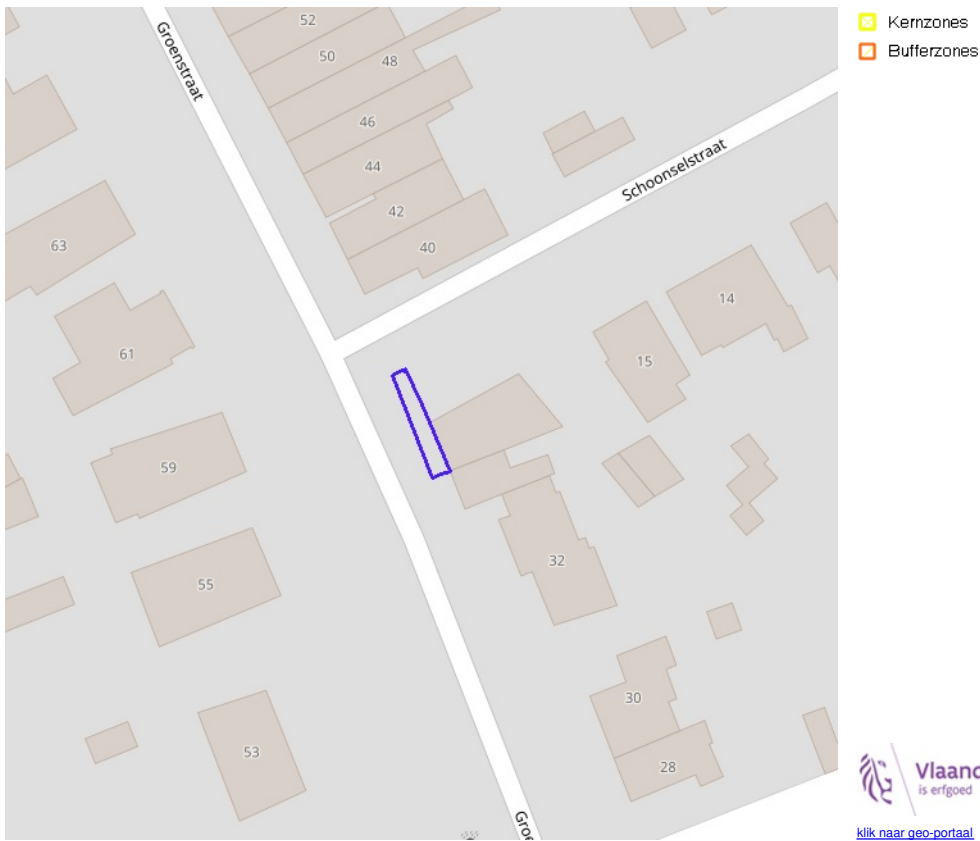 Kernzones
Bufferzones
Groenstraat
52
50
48
46
44
42
40
Schoonselstraat
63
61
59
55
53
14
15
32
30
28
Groe
Vlaand
is erfgoed
klik naar geo-portaal